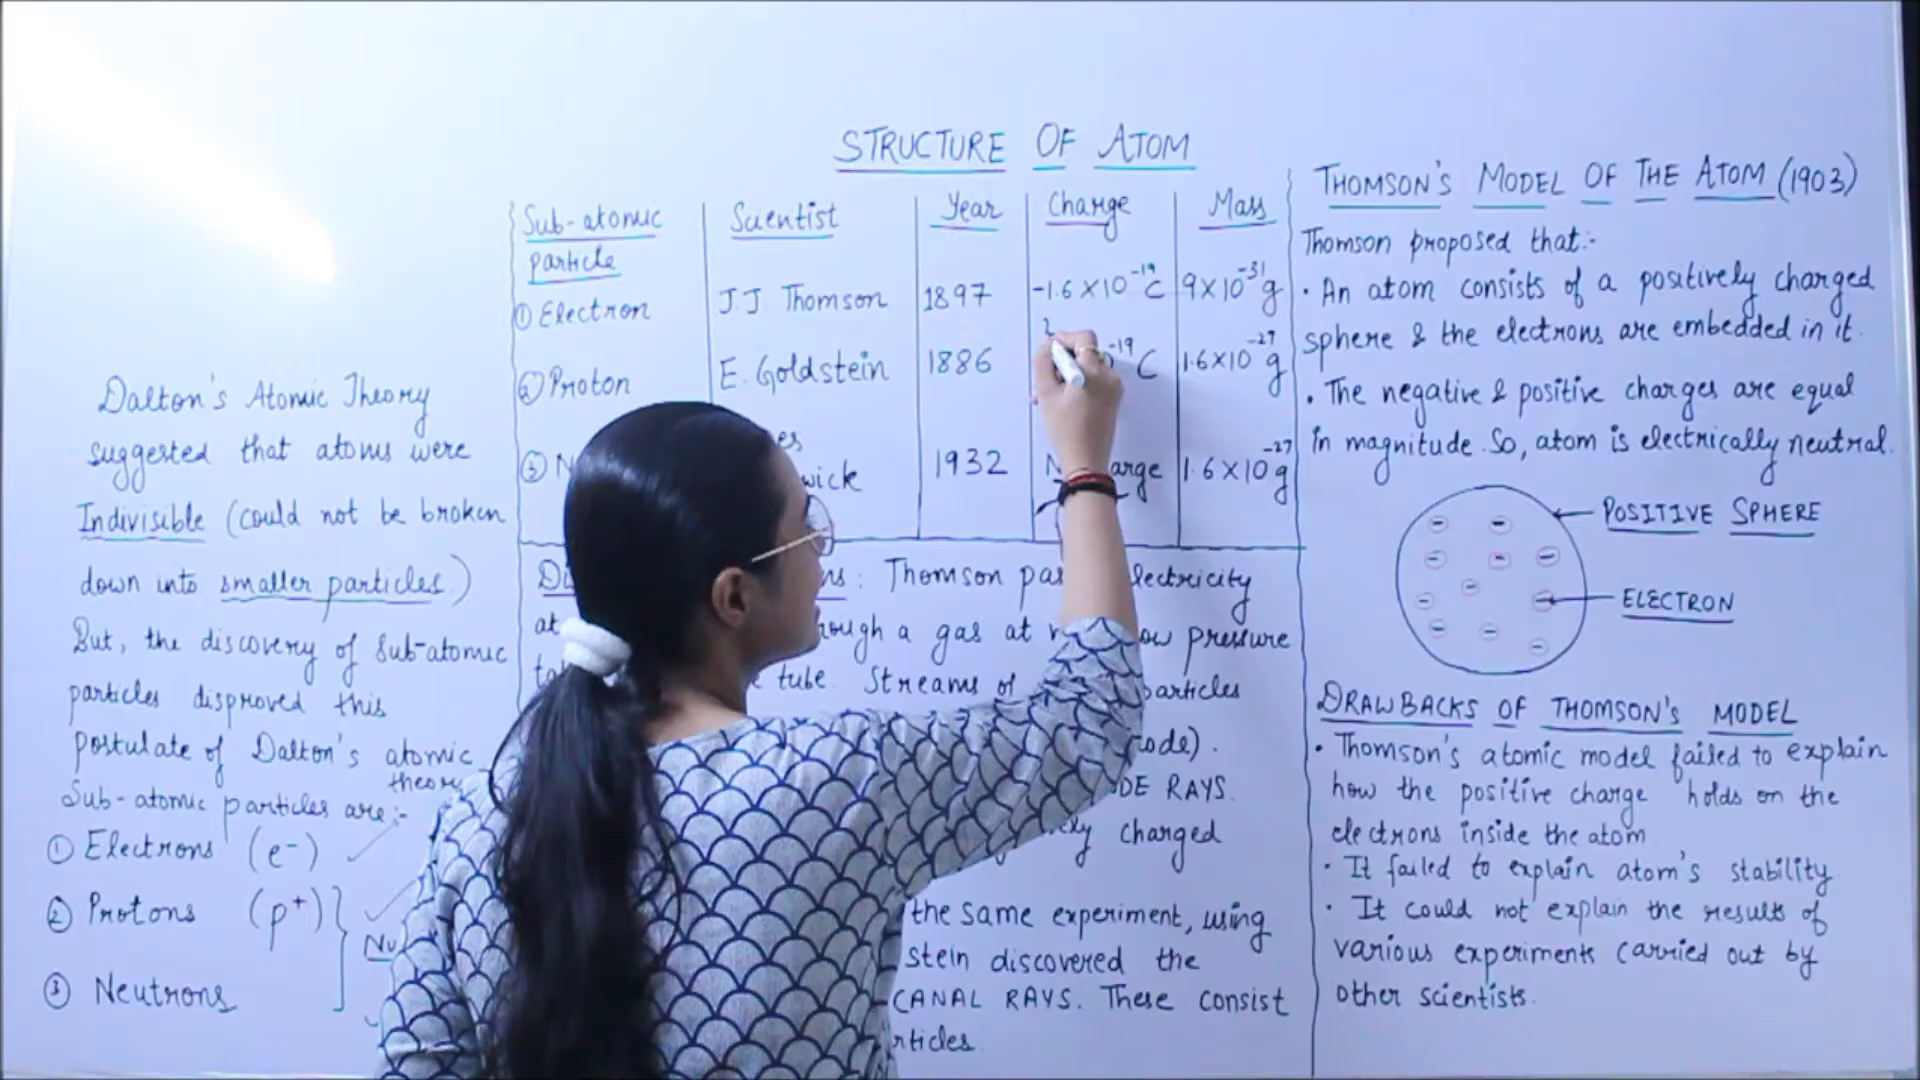 STRUCTURE OF ATOM
Dalton's Atomic Theory
suggested that atoms were
Indivisible (could not be broken
down into smaller particles.)
But, the discovery of Sub-atomic
particles disproved this
postulate of Dalton's atomic
theory
Sub-atomic particles are:-
① Electrons (e⁻)
② Protons (p⁺)
③ Neutrons
Sub-atomic particle | Scientist | Year | Charge | Mass
① Electron | J.J Thomson | 1897 | -1.6×10⁻¹⁹ C | 9×10⁻³¹ g
② Proton | E. Goldstein | 1886 | ⁻¹⁹ C | 1.6×10⁻²⁷ g
③ | 1932 | 1.6×10⁻²⁷ g
: Thomson electricity
at a gas at pressure
tube. Streams of particles
RAYS.
charged
the same experiment, using
discovered the
CANAL RAYS. These consist
THOMSON'S MODEL OF THE ATOM (1903)
Thomson proposed that:-
• An atom consists of a positively charged
sphere & the electrons are embedded in it.
• The negative & positive charges are equal
in magnitude. So, atom is electrically neutral.
POSITIVE SPHERE
ELECTRON
DRAWBACKS OF THOMSON'S MODEL
• Thomson's atomic model failed to explain
how the positive charge holds on the
electrons inside the atom
• It failed to explain atom's stability
• It could not explain the results of
various experiments carried out by
other scientists.